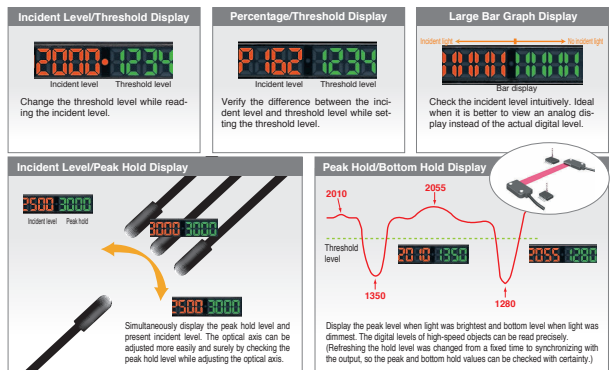 Incident Level/Threshold Display
2000 1234
Incident level Threshold level
Change the threshold level while read-
ing the incident level.
Percentage/Threshold Display
P 162 1234
Incident level Threshold level
Verify the difference between the inci-
dent level and threshold level while set-
ting the threshold level.
Large Bar Graph Display
Incident light No incident light
Bar display
Check the incident level intuitively. Ideal
when it is better to view an analog dis-
play instead of the actual digital level.
Incident Level/Peak Hold Display
2500 3000
Incident level Peak hold
3000 3000
2500 3000
Simultaneously display the peak hold level and
present incident level. The optical axis can be
adjusted more easily and surely by checking the
peak hold level while adjusting the optical axis.
Peak Hold/Bottom Hold Display
2010
2055
Threshold
level
2010 1350
2055 1280
1350
1280
Display the peak level when light was brightest and bottom level when light was
dimmest. The digital levels of high-speed objects can be read precisely.
(Refreshing the hold level was changed from a fixed time to synchronizing with
the output, so the peak and bottom hold values can be checked with certainty.)